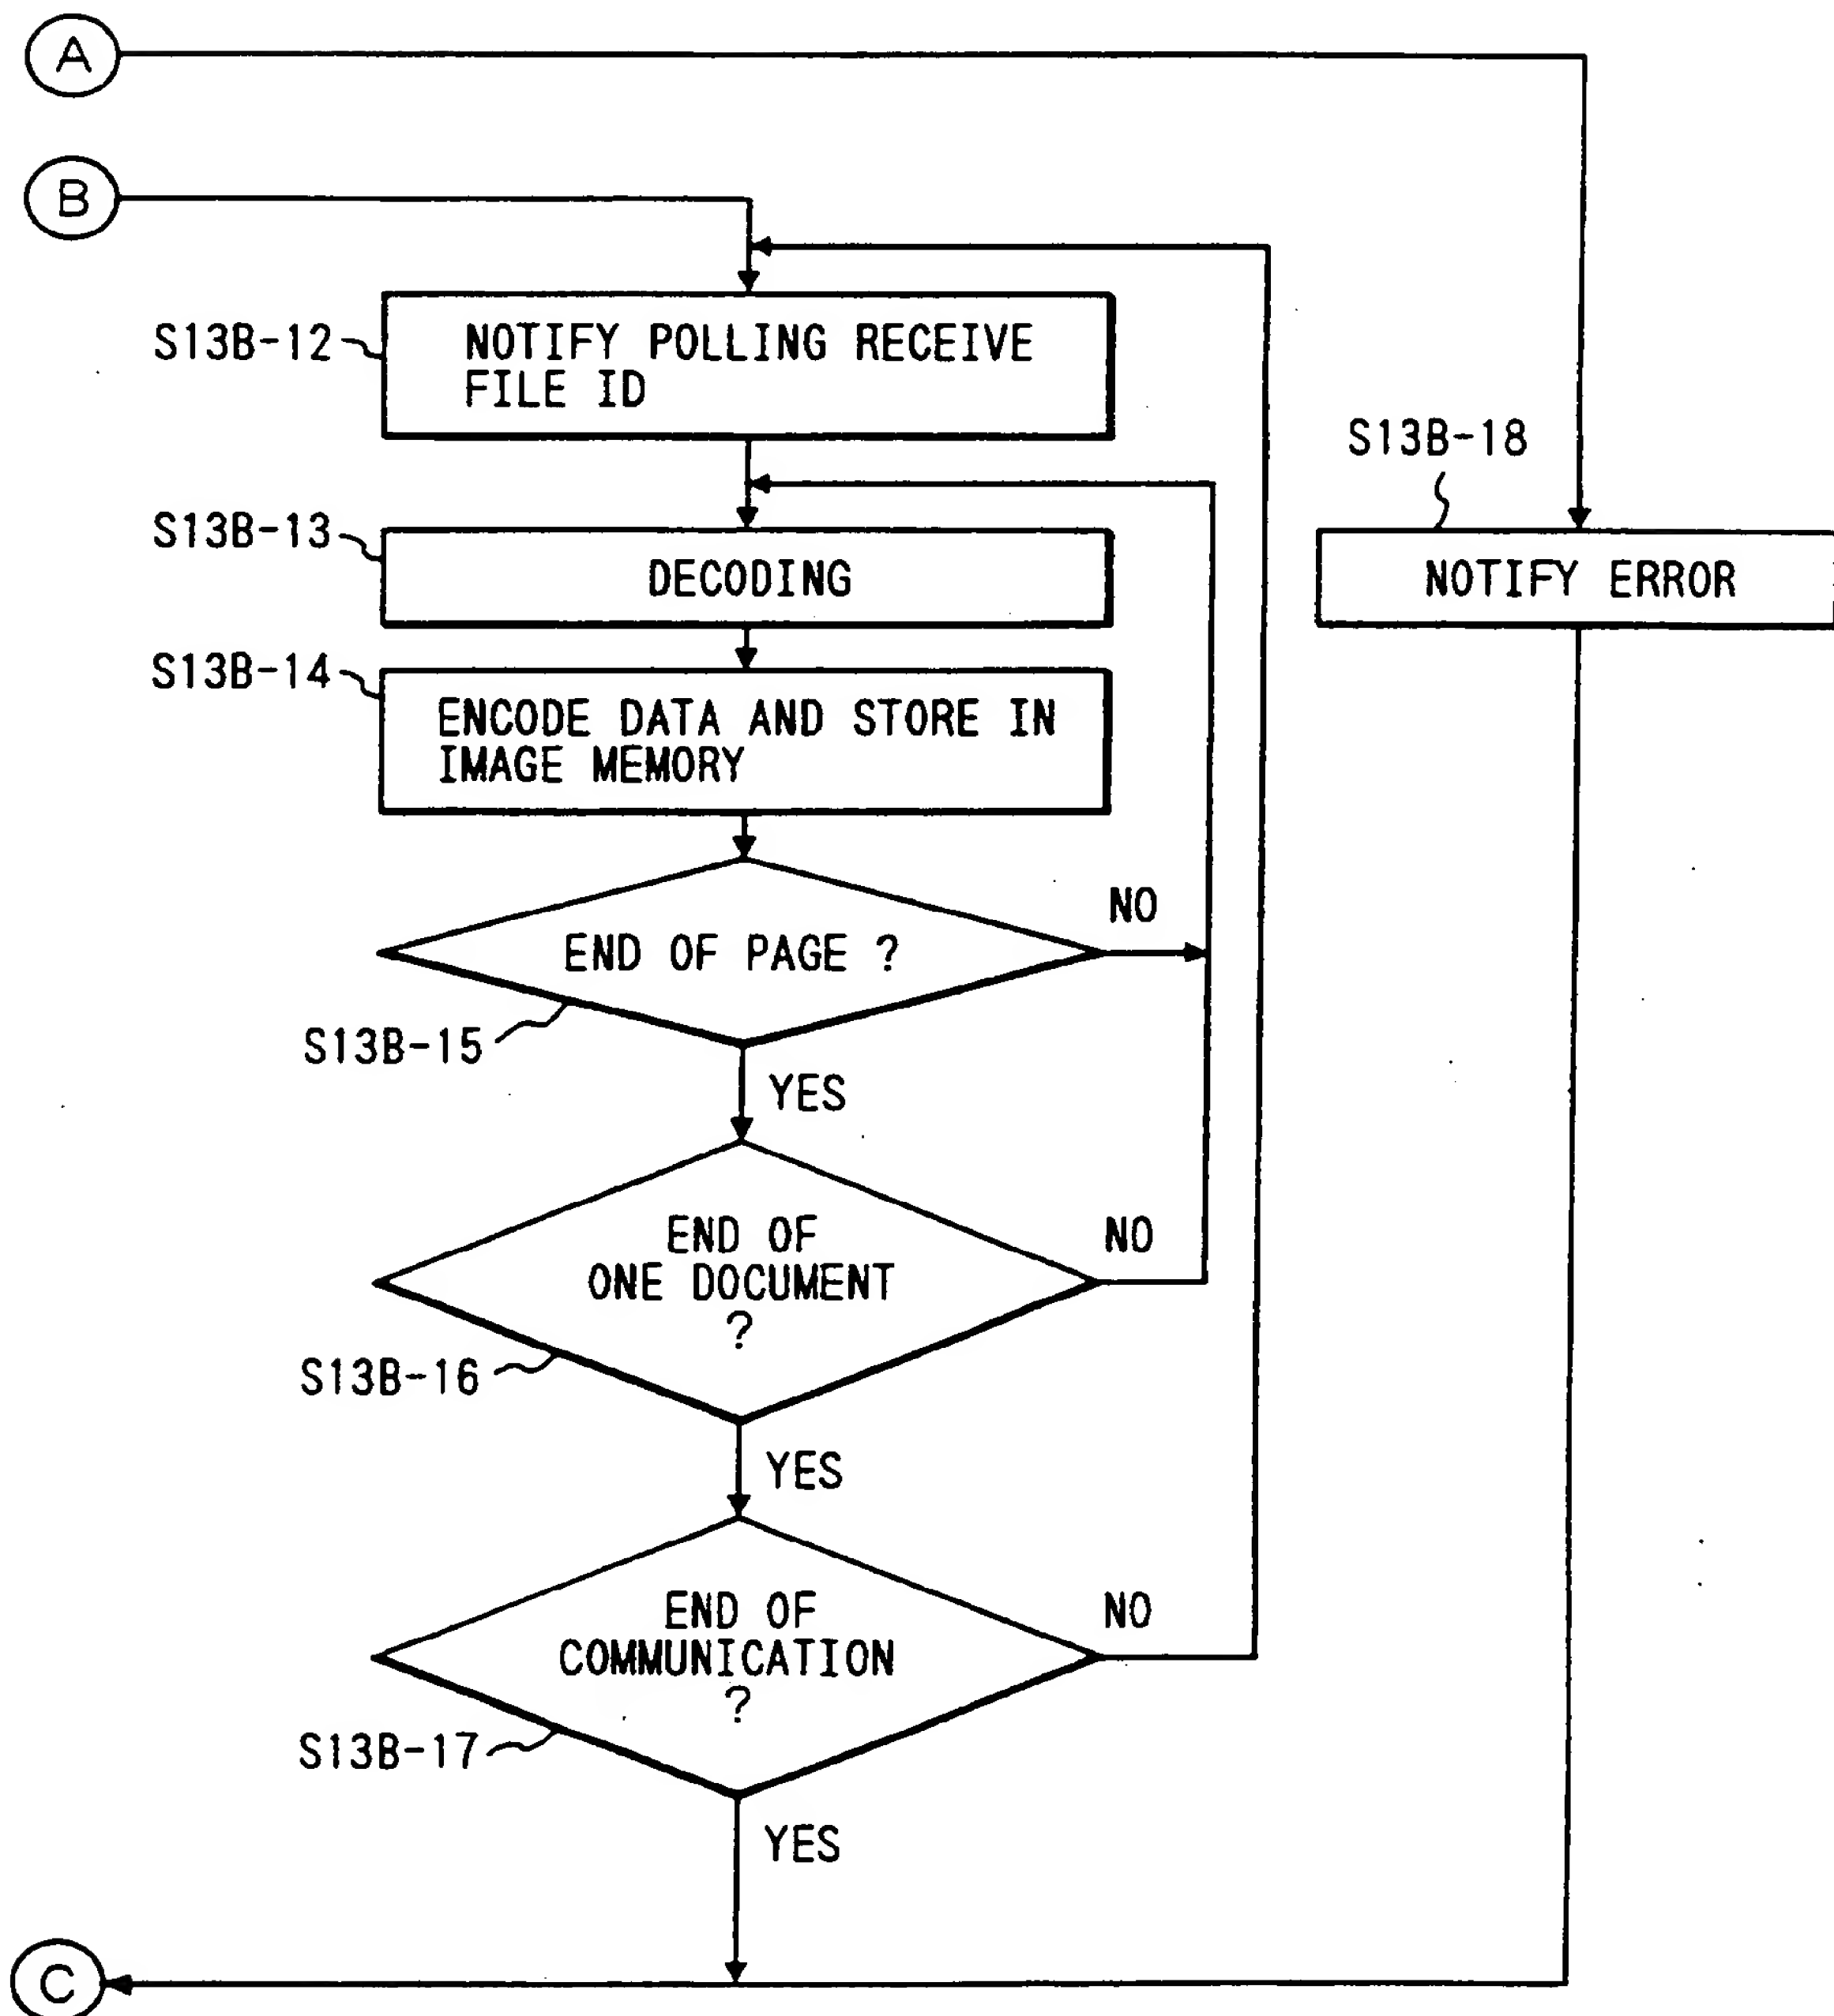 A
B
S13B-12
NOTIFY POLLING RECEIVE
FILE ID
S13B-18
S13B-13
DECODING
NOTIFY ERROR
S13B-14
ENCODE DATA AND STORE IN
IMAGE MEMORY
NO
END OF PAGE ?
S13B-15
YES
END OF
ONE DOCUMENT
?
NO
S13B-16
YES
END OF
COMMUNICATION
?
NO
S13B-17
YES
C